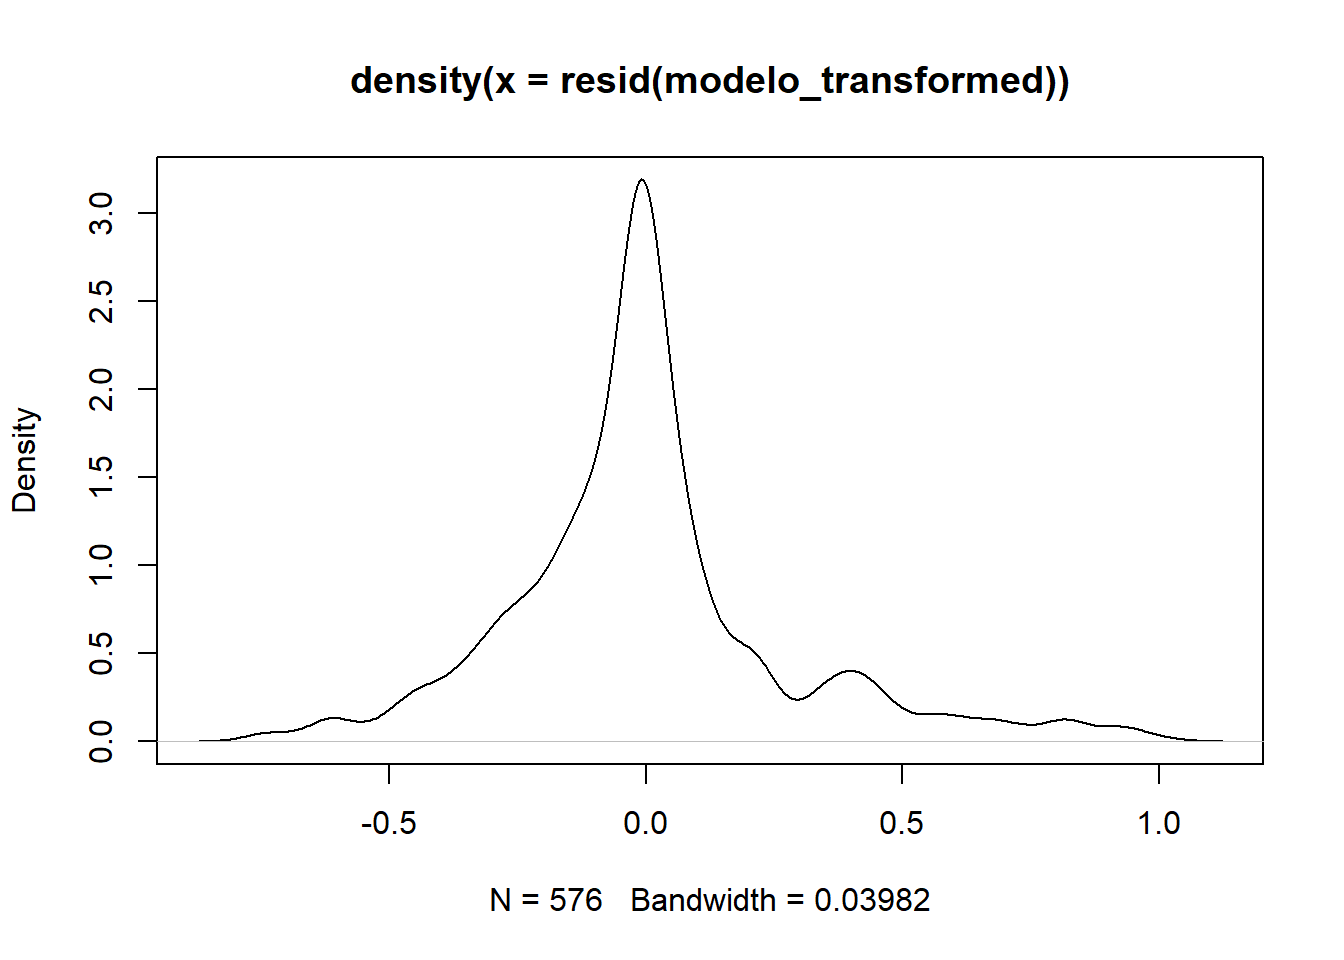 density(x = resid(modelo_transformed))
Density
3.0
2.5
2.0
1.5
1.0
0.5
0.0
-0.5 0.0 0.5 1.0
N = 576 Bandwidth = 0.03982